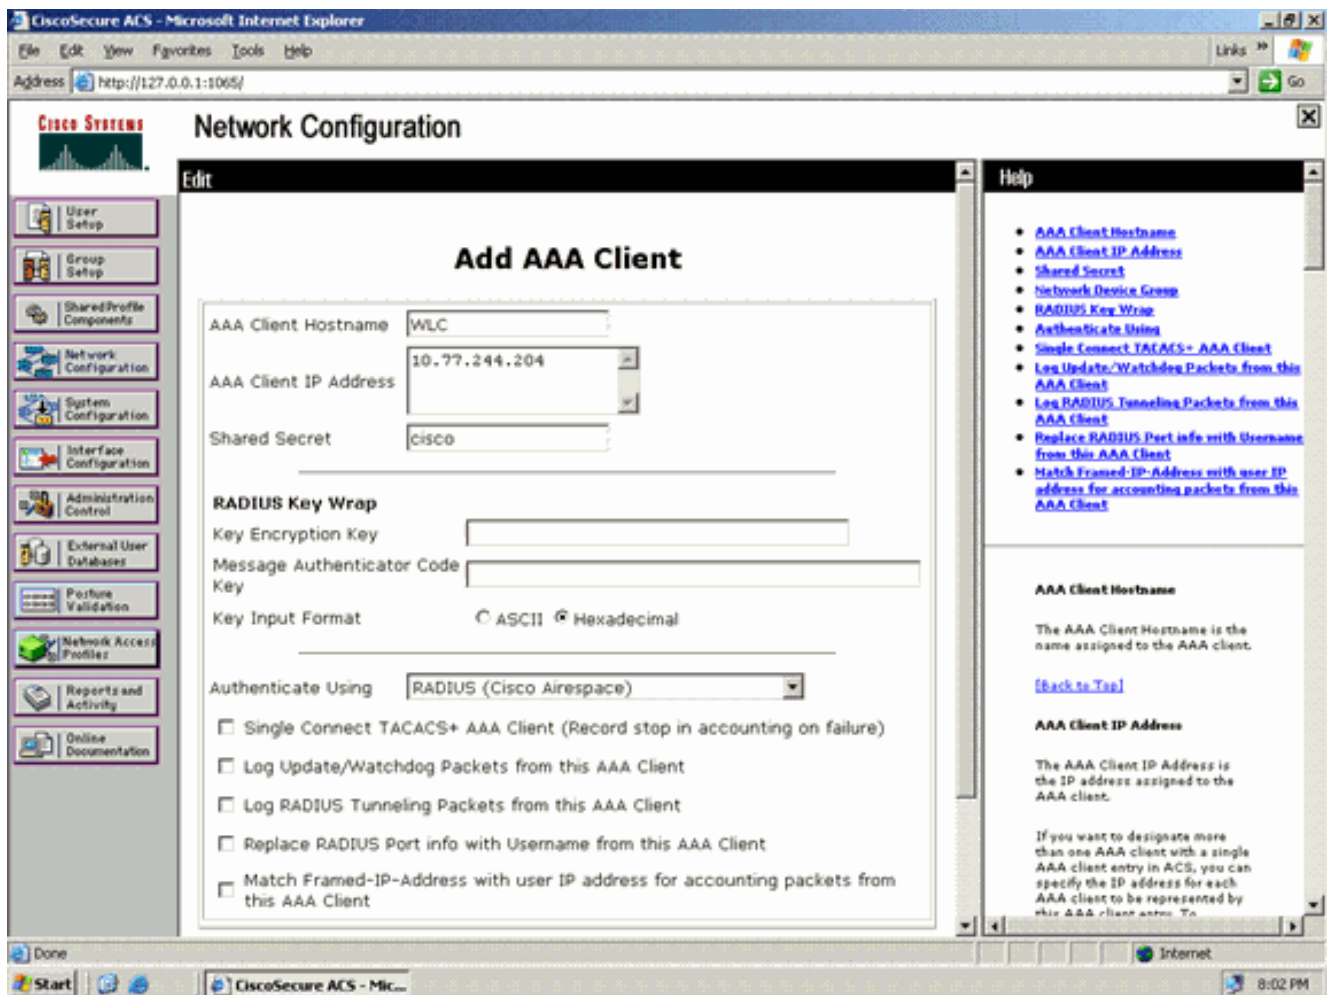 CiscoSecure ACS - Microsoft Internet Explorer
File Edit View Favorites Tools Help
Links »
Address http://127.0.0.1:1065/
Go
CISCO SYSTEMS
Network Configuration
Edit
Help
User
Setup
Group
Setup
Shared Profile
Components
Network
Configuration
System
Configuration
Interface
Configuration
Administration
Control
External User
Databases
Posture
Validation
Network Access
Profiles
Reports and
Activity
Online
Documentation
Add AAA Client
AAA Client Hostname WLC
AAA Client IP Address 10.77.244.204
Shared Secret cisco
RADIUS Key Wrap
Key Encryption Key
Message Authenticator Code
Key
Key Input Format ASCII Hexadecimal
Authenticate Using RADIUS (Cisco Airespace)
Single Connect TACACS+ AAA Client (Record stop in accounting on failure)
Log Update/Watchdog Packets from this AAA Client
Log RADIUS Tunneling Packets from this AAA Client
Replace RADIUS Port info with Username from this AAA Client
Match Framed-IP-Address with user IP address for accounting packets from
this AAA Client
AAA Client Hostname
AAA Client IP Address
Shared Secret
Network Device Group
RADIUS Key Wrap
Authenticate Using
Single Connect TACACS+ AAA Client
Log Update/Watchdog Packets from this
AAA Client
Log RADIUS Tunneling Packets from this
AAA Client
Replace RADIUS Port info with Username
from this AAA Client
Match Framed-IP-Address with user IP
address for accounting packets from this
AAA Client
AAA Client Hostname
The AAA Client Hostname is the
name assigned to the AAA client.
[Back to Top]
AAA Client IP Address
The AAA Client IP Address is
the IP address assigned to the
AAA client.
If you want to designate more
than one AAA client with a single
AAA client entry in ACS, you can
specify the IP address for each
AAA client to be represented by
this AAA client entry. To
Done
Internet
Start
CiscoSecure ACS - Mic...
8:02 PM